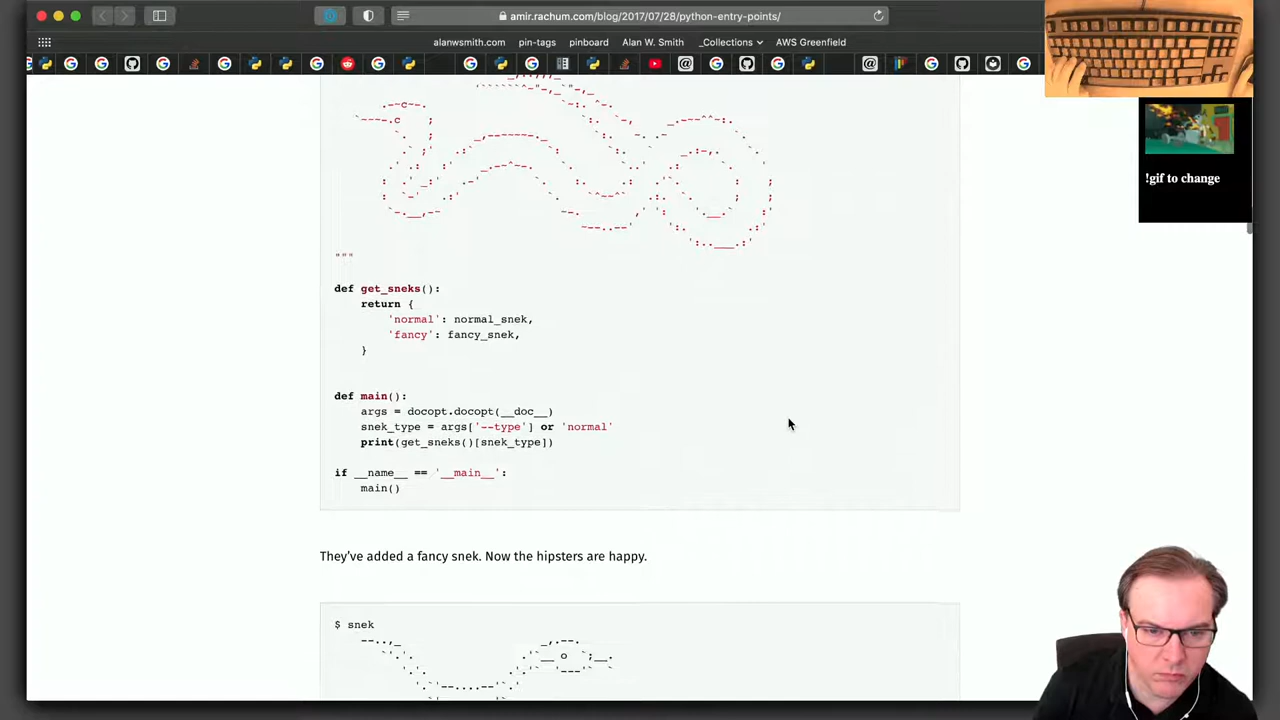 amir.rachum.com/blog/2017/07/28/python-entry-points/
alanwsmith.com pin-tags pinboard Alan W. Smith _Collections AWS Greenfield
!gif to change
"""
def get_sneks():
    return {
        'normal': normal_snek,
        'fancy': fancy_snek,
    }
def main():
    args = docopt.docopt(__doc__)
    snek_type = args['--type'] or 'normal'
    print(get_sneks()[snek_type])
if __name__ == '__main__':
    main()
They've added a fancy snek. Now the hipsters are happy.
$ snek